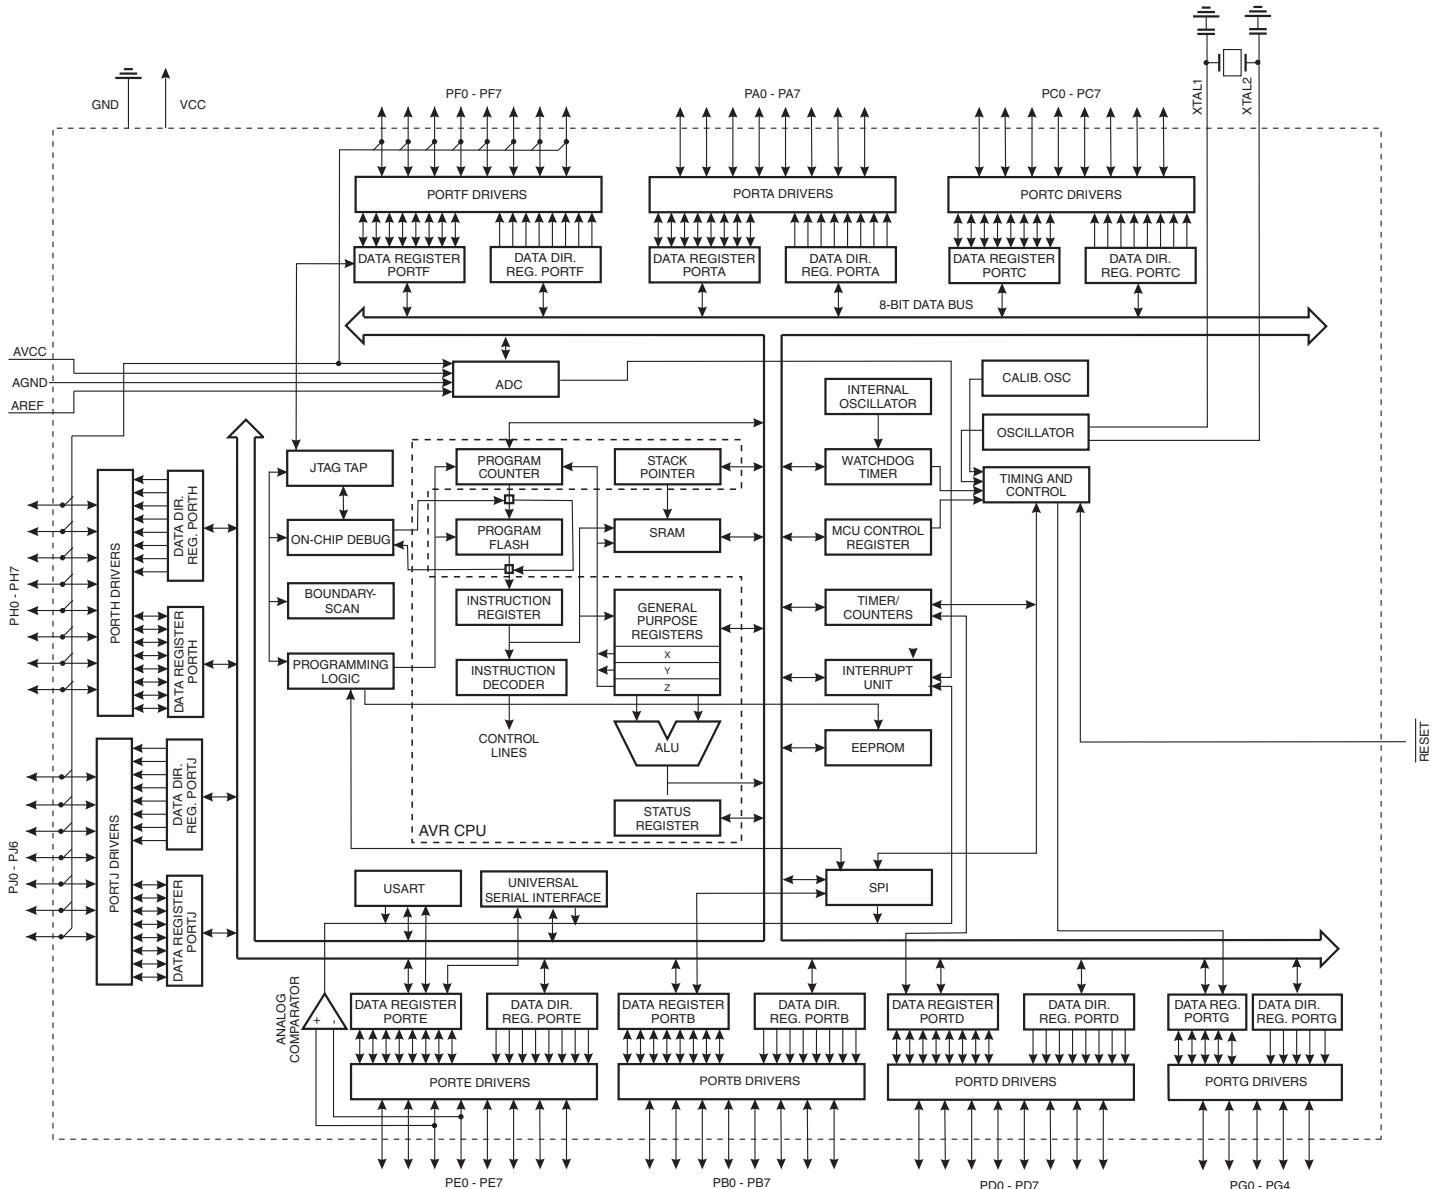 XTAL1
XTAL2
GND
VCC
PF0 - PF7
PA0 - PA7
PC0 - PC7
PORTF DRIVERS
PORTA DRIVERS
PORTC DRIVERS
DATA REGISTER
PORTF
DATA DIR.
REG. PORTF
DATA REGISTER
PORTA
DATA DIR.
REG. PORTA
DATA REGISTER
PORTC
DATA DIR.
REG. PORTC
8-BIT DATA BUS
AVCC
AGND
AREF
ADC
CALIB. OSC
INTERNAL
OSCILLATOR
OSCILLATOR
JTAG TAP
PROGRAM
COUNTER
STACK
POINTER
WATCHDOG
TIMER
TIMING AND
CONTROL
ON-CHIP DEBUG
PROGRAM
FLASH
SRAM
MCU CONTROL
REGISTER
BOUNDARY-
SCAN
INSTRUCTION
REGISTER
GENERAL
PURPOSE
REGISTERS
X
Y
Z
TIMER/
COUNTERS
PROGRAMMING
LOGIC
INSTRUCTION
DECODER
INTERRUPT
UNIT
CONTROL
LINES
ALU
EEPROM
RESET
STATUS
REGISTER
AVR CPU
PH0 - PH7
PORTH DRIVERS
DATA DIR.
REG. PORTH
DATA REGISTER
PORTH
PJ0 - PJ6
PORTJ DRIVERS
DATA DIR.
REG. PORTJ
DATA REGISTER
PORTJ
USART
UNIVERSAL
SERIAL INTERFACE
SPI
ANALOG
COMPARATOR
+
-
DATA REGISTER
PORTE
DATA DIR.
REG. PORTE
DATA REGISTER
PORTB
DATA DIR.
REG. PORTB
DATA REGISTER
PORTD
DATA DIR.
REG. PORTD
DATA REG.
PORTG
DATA DIR.
REG. PORTG
PORTE DRIVERS
PORTB DRIVERS
PORTD DRIVERS
PORTG DRIVERS
PE0 - PE7
PB0 - PB7
PD0 - PD7
PG0 - PG4